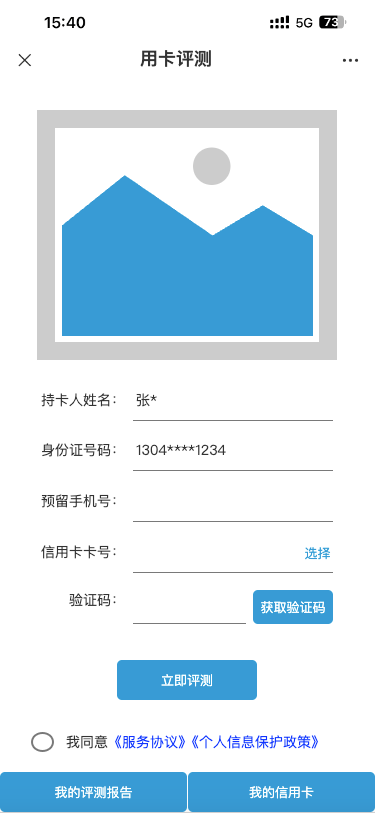 15:40 5G 73
用卡评测
持卡人姓名： 张*
身份证号码： 1304****1234
预留手机号：
信用卡卡号： 选择
验证码： 获取验证码
立即评测
我同意《服务协议》《个人信息保护政策》
我的评测报告 我的信用卡